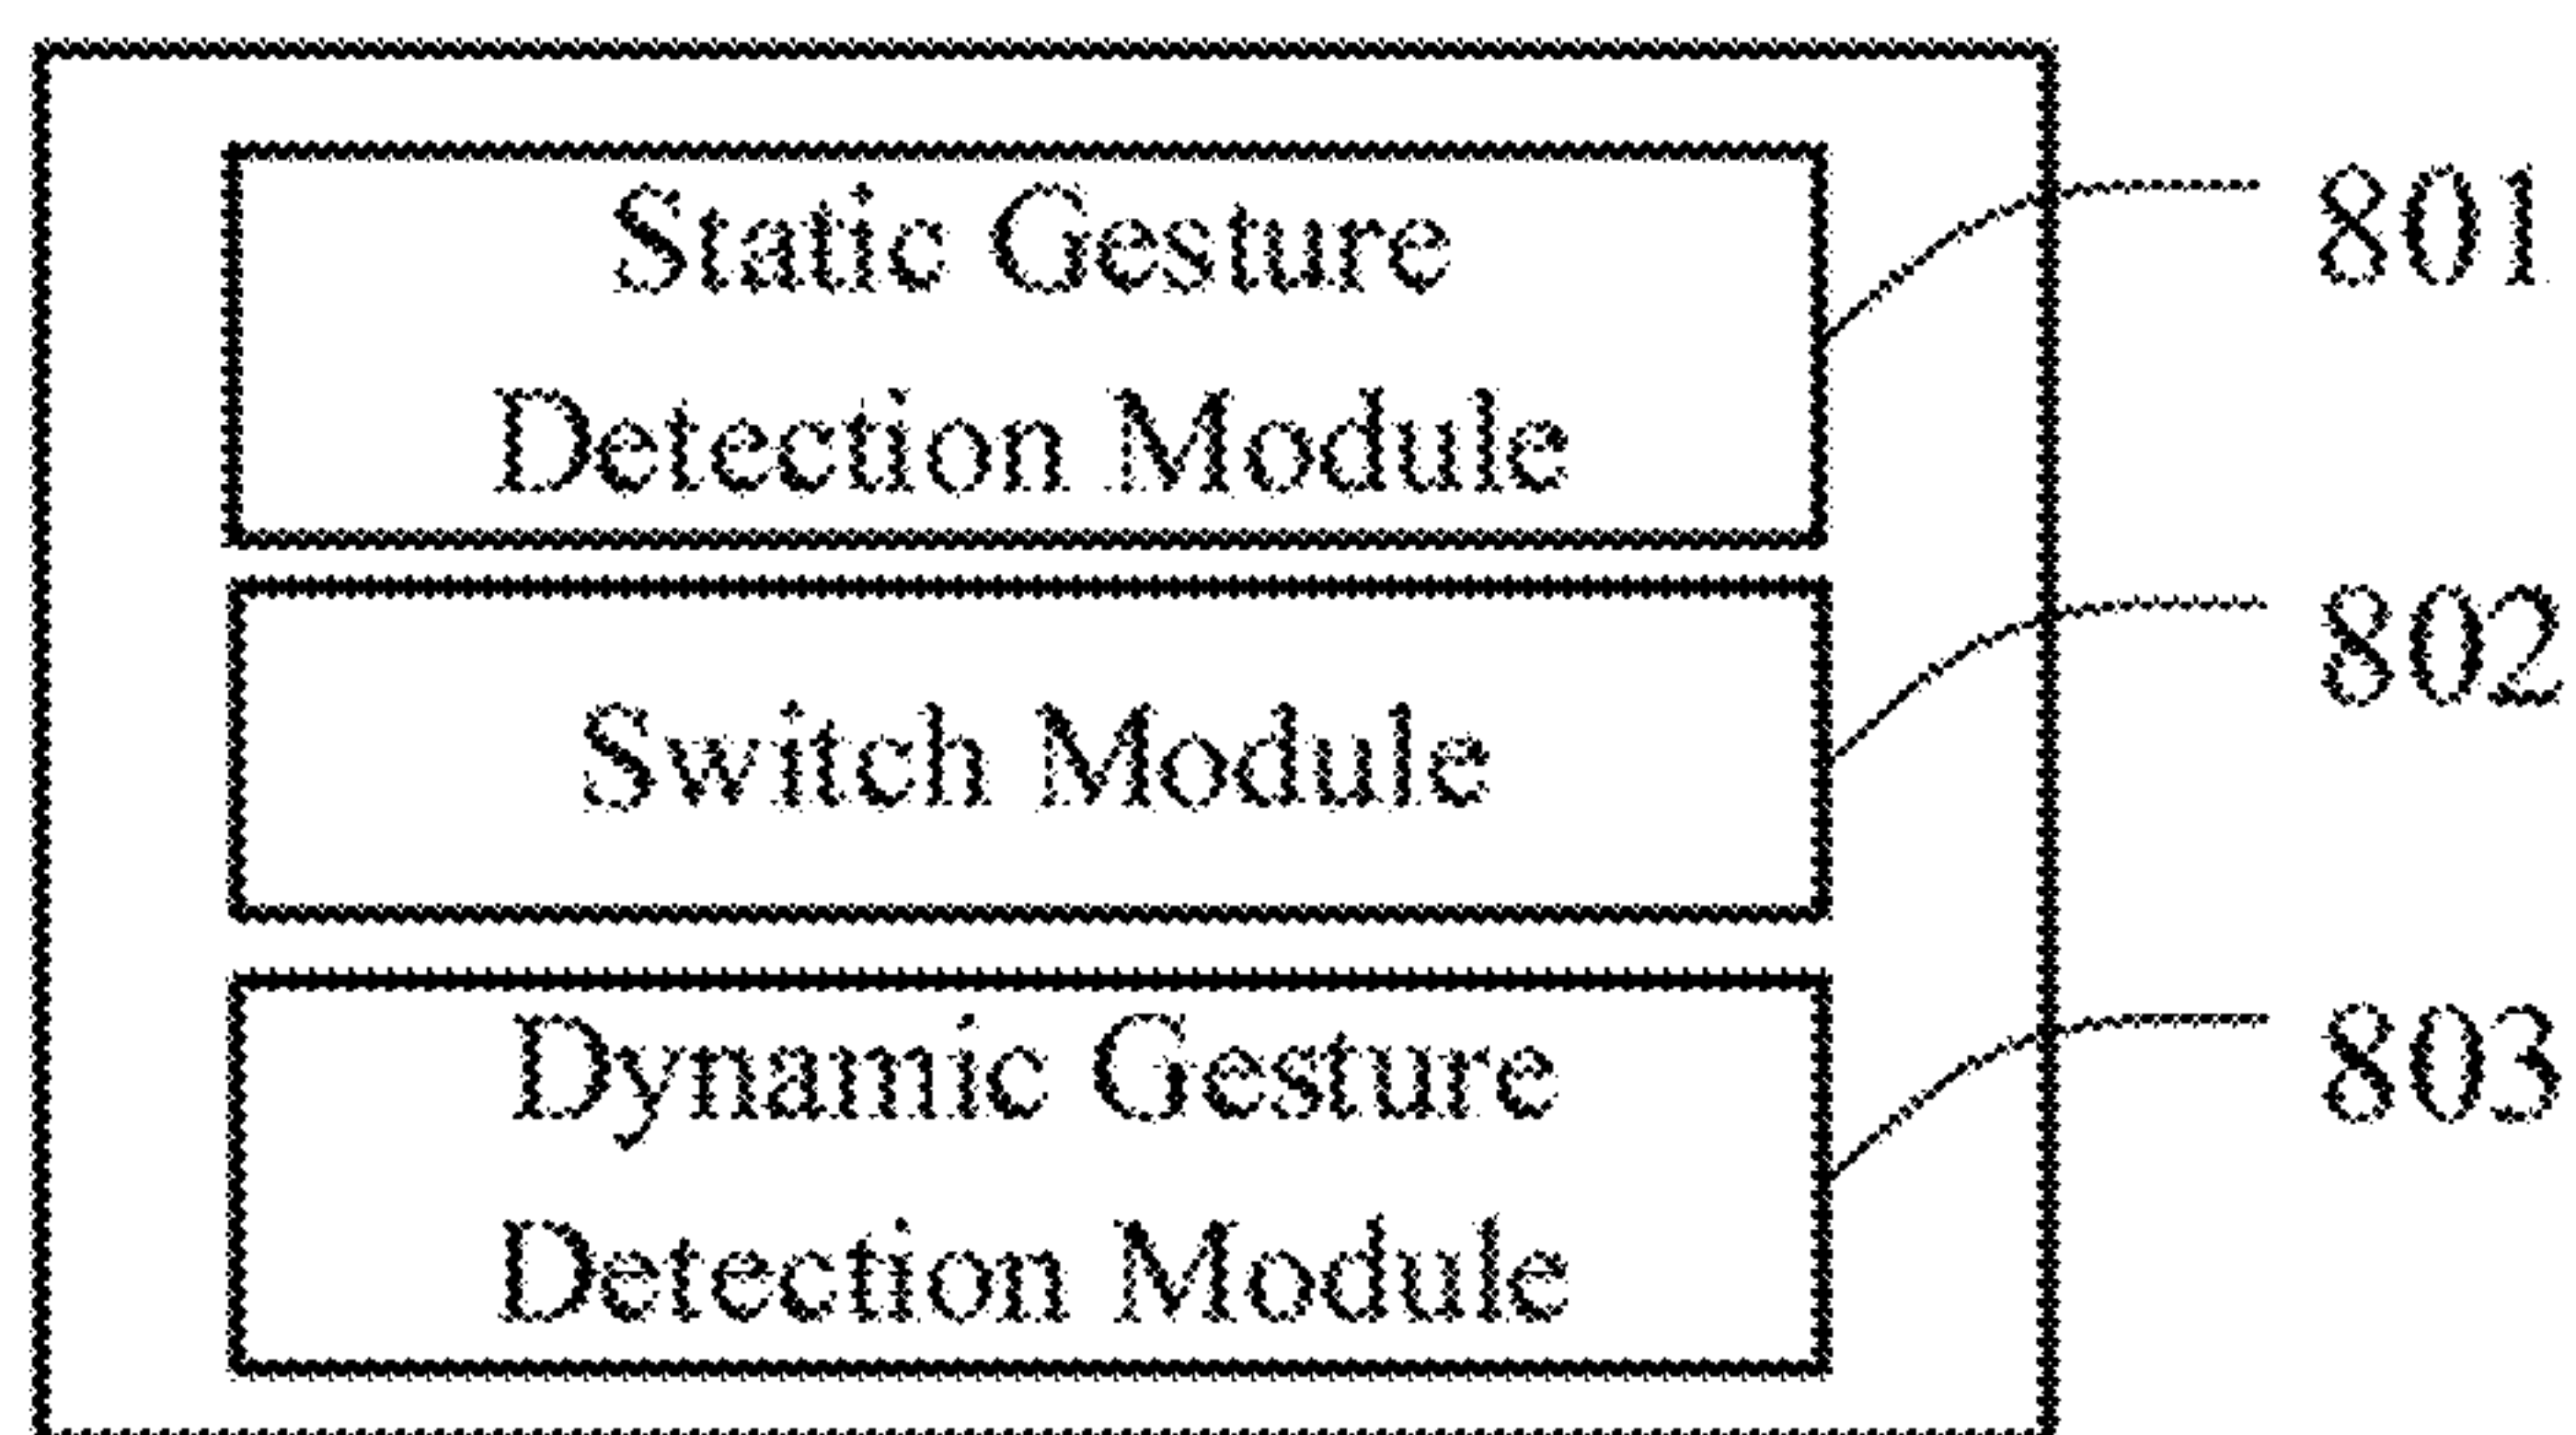 Static Gesture
Detection Module
801
Switch Module
802
Dynamic Gesture
Detection Module
803